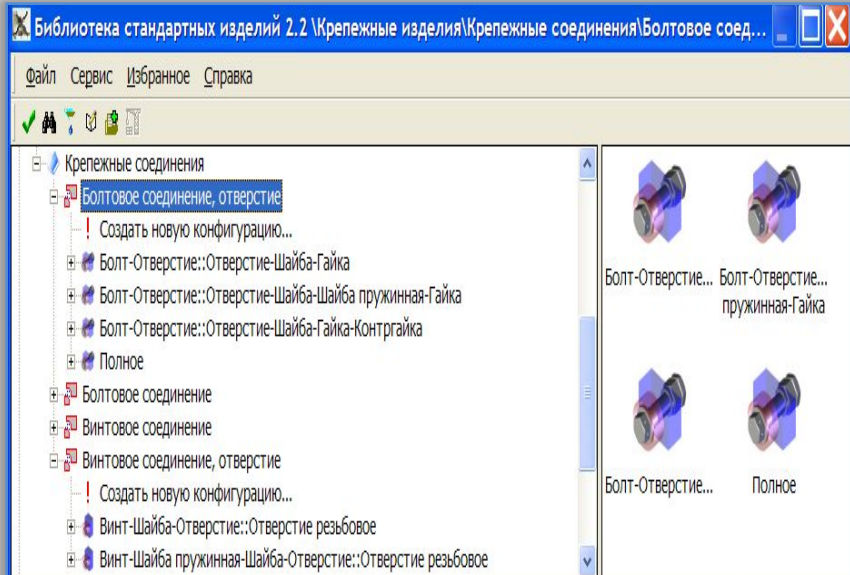 Библиотека стандартных изделий 2.2 \Крепежные изделия\Крепежные соединения\Болтовое соед...
Файл Сервис Избранное Справка
Крепежные соединения
Болтовое соединение, отверстие
! Создать новую конфигурацию...
Болт-Отверстие::Отверстие-Шайба-Гайка
Болт-Отверстие::Отверстие-Шайба-Шайба пружинная-Гайка
Болт-Отверстие::Отверстие-Шайба-Гайка-Контргайка
Полное
Болтовое соединение
Винтовое соединение
Винтовое соединение, отверстие
! Создать новую конфигурацию...
Винт-Шайба-Отверстие::Отверстие резьбовое
Винт-Шайба пружинная-Шайба-Отверстие::Отверстие резьбовое
Болт-Отверстие...
Болт-Отверстие...
пружинная-Гайка
Болт-Отверстие...
Полное